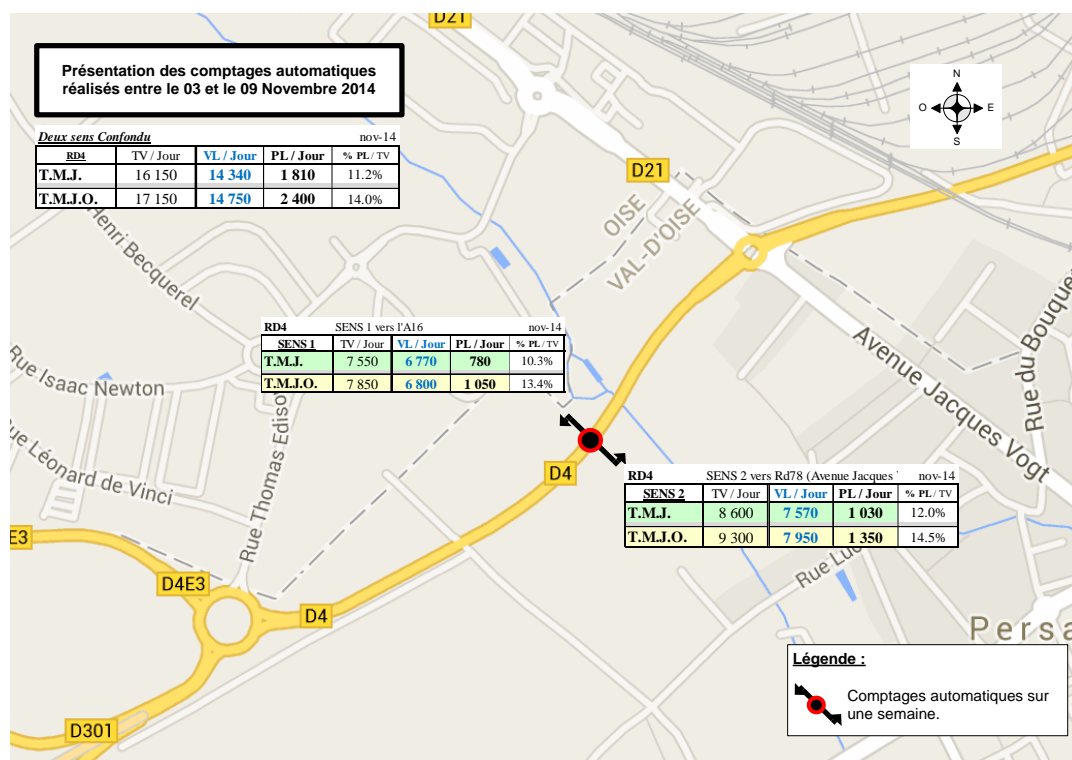 D21
Présentation des comptages automatiques
réalisés entre le 03 et le 09 Novembre 2014
N
O E
S
Deux sens Confondu nov-14
RD4 TV / Jour VL / Jour PL / Jour % PL / TV
T.M.J. 16 150 14 340 1 810 11.2%
T.M.J.O. 17 150 14 750 2 400 14.0%
D21
OISE
VAL-D'OISE
Henri Becquerel
RD4 SENS 1 vers l'A16 nov-14
SENS 1 TV / Jour VL / Jour PL / Jour % PL / TV
T.M.J. 7 550 6 770 780 10.3%
T.M.J.O. 7 850 6 800 1 050 13.4%
Rue Isaac Newton
Rue du Bouquet
Avenue Jacques Vogt
Rue Thomas Edison
Rue Léonard de Vinci
D4
RD4 SENS 2 vers Rd78 (Avenue Jacques nov-14
SENS 2 TV / Jour VL / Jour PL / Jour % PL / TV
T.M.J. 8 600 7 570 1 030 12.0%
T.M.J.O. 9 300 7 950 1 350 14.5%
E3
Rue
D4E3
D4
Persa
Légende :
Comptages automatiques sur
une semaine.
D301